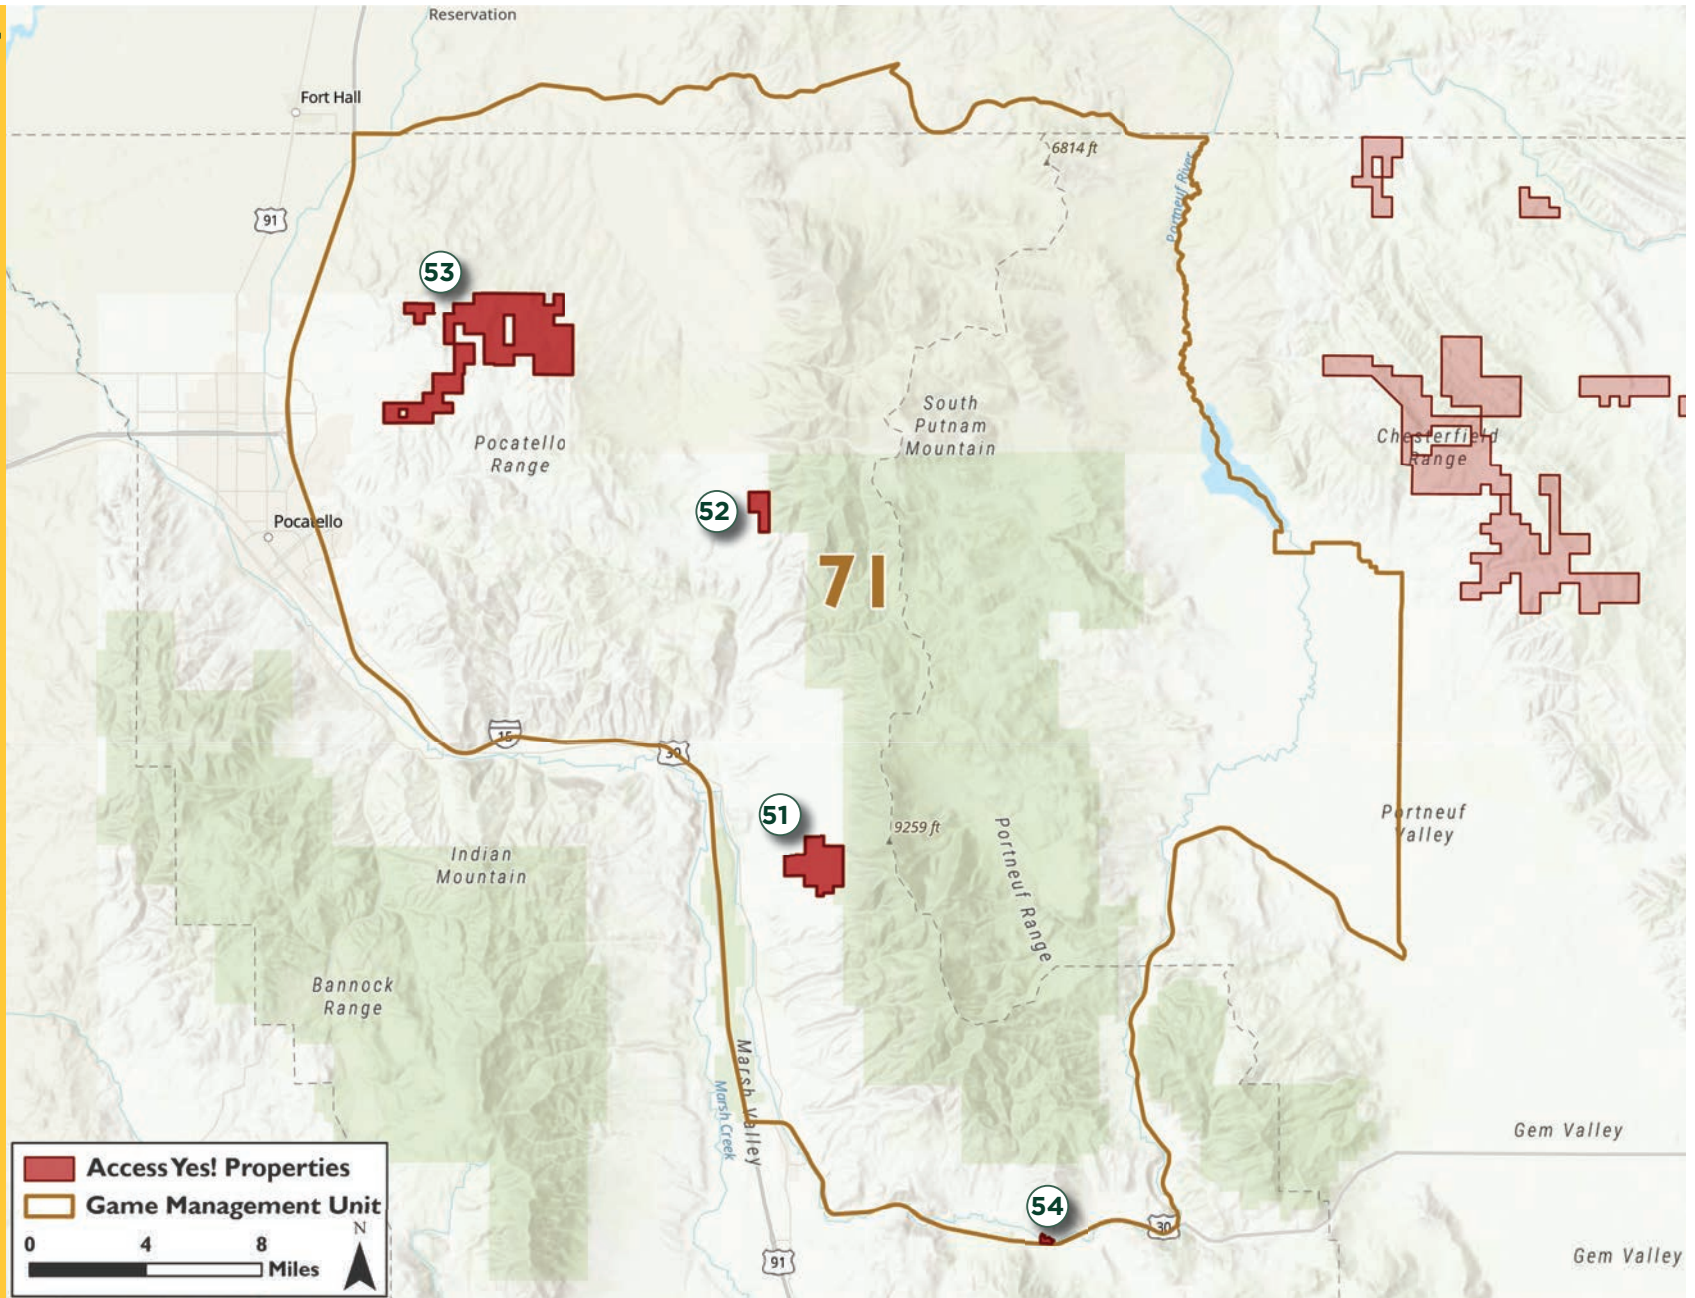 Reservation
Fort Hall
6814 ft
Portneuf River
91
53
South
Putnam
Mountain
Pocatello
Range
Chesterfield
Range
52
Pocatello
71
15
30
51
9259 ft
Portneuf Range
Portneuf
Valley
Indian
Mountain
Bannock
Range
Marsh Valley
Marsh Creek
Gem Valley
54
30
91
Gem Valley
Access Yes! Properties
Game Management Unit
N
0 4 8
Miles